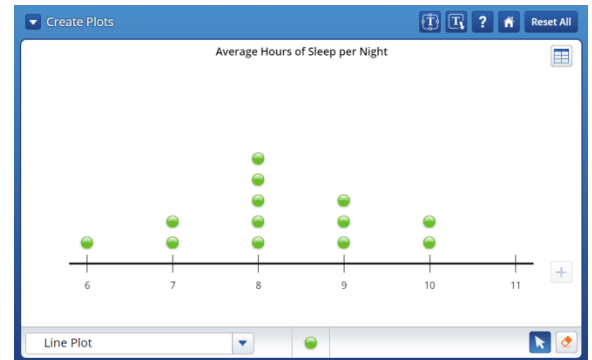 Create Plots
T T ? Reset All
Average Hours of Sleep per Night
6 7 8 9 10 11
+
Line Plot